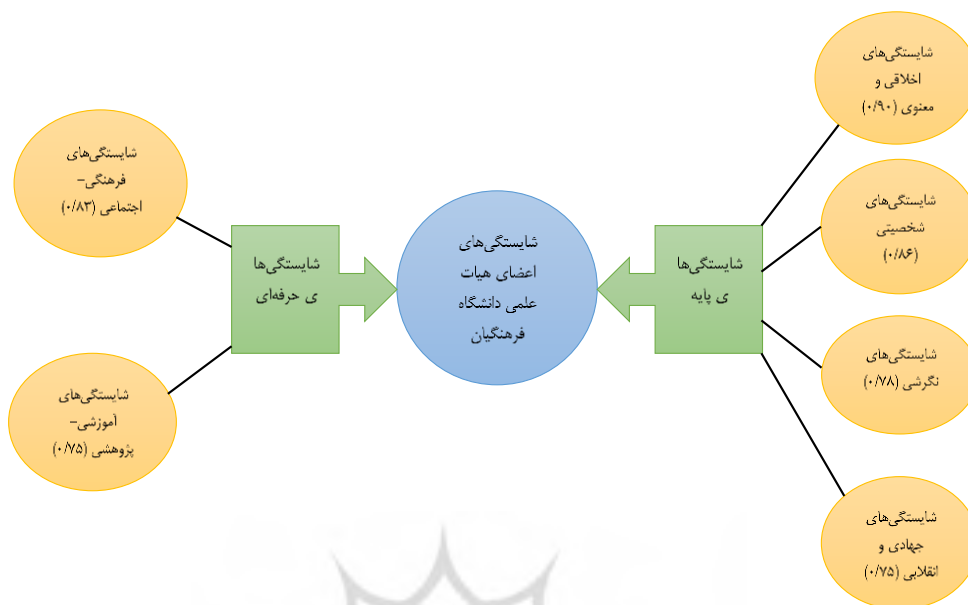 شایستگی‌های
اخلاقی و
معنوی (۰/۹۰)
شایستگی‌های
شخصیتی
(۰/۸۶)
شایستگی‌های
نگرشی (۰/۷۸)
شایستگی‌های
جهادی و
انقلابی (۰/۷۵)
شایستگی‌ها
ی پایه
شایستگی‌های
اعضای هیات
علمی دانشگاه
فرهنگیان
شایستگی‌ها
ی حرفه‌ای
شایستگی‌های
فرهنگی–
اجتماعی (۰/۸۳)
شایستگی‌های
آموزشی–
پژوهشی (۰/۷۵)